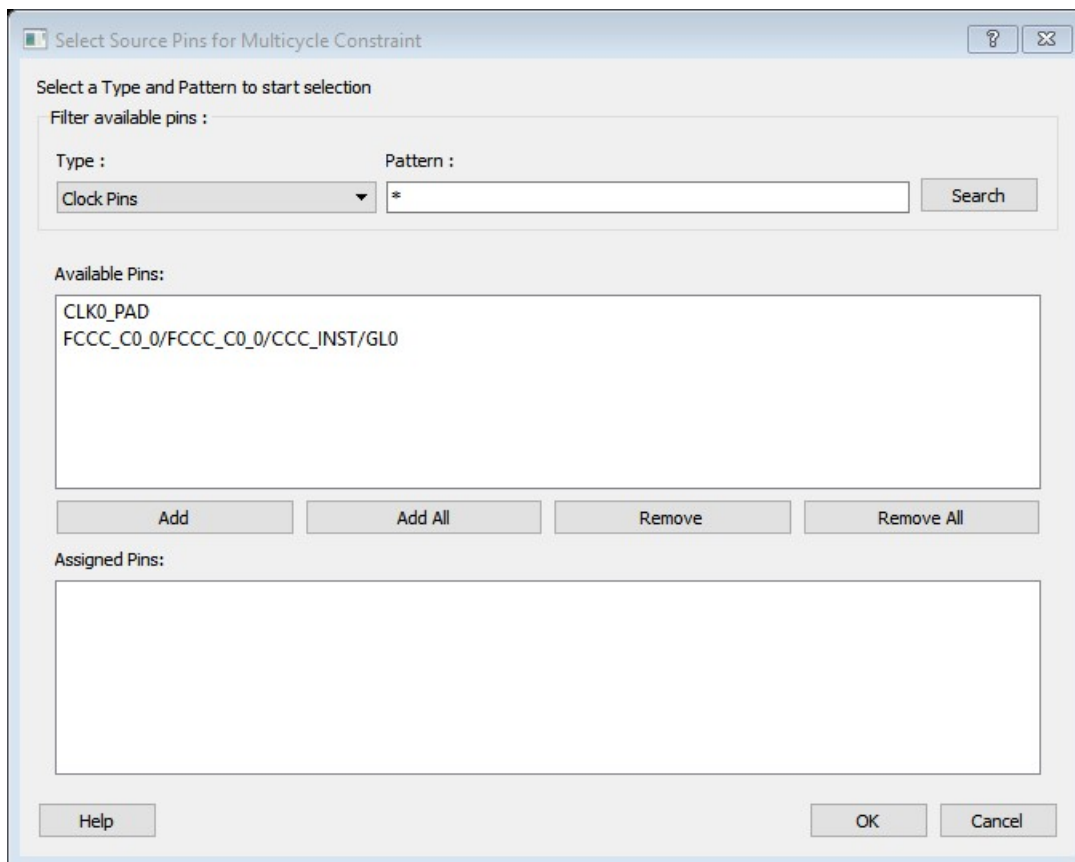 Select Source Pins for Multicycle Constraint
Select a Type and Pattern to start selection
Filter available pins :
Type : Pattern :
Clock Pins * Search
Available Pins:
CLK0_PAD
FCCC_C0_0/FCCC_C0_0/CCC_INST/GL0
Add Add All Remove Remove All
Assigned Pins:
Help OK Cancel